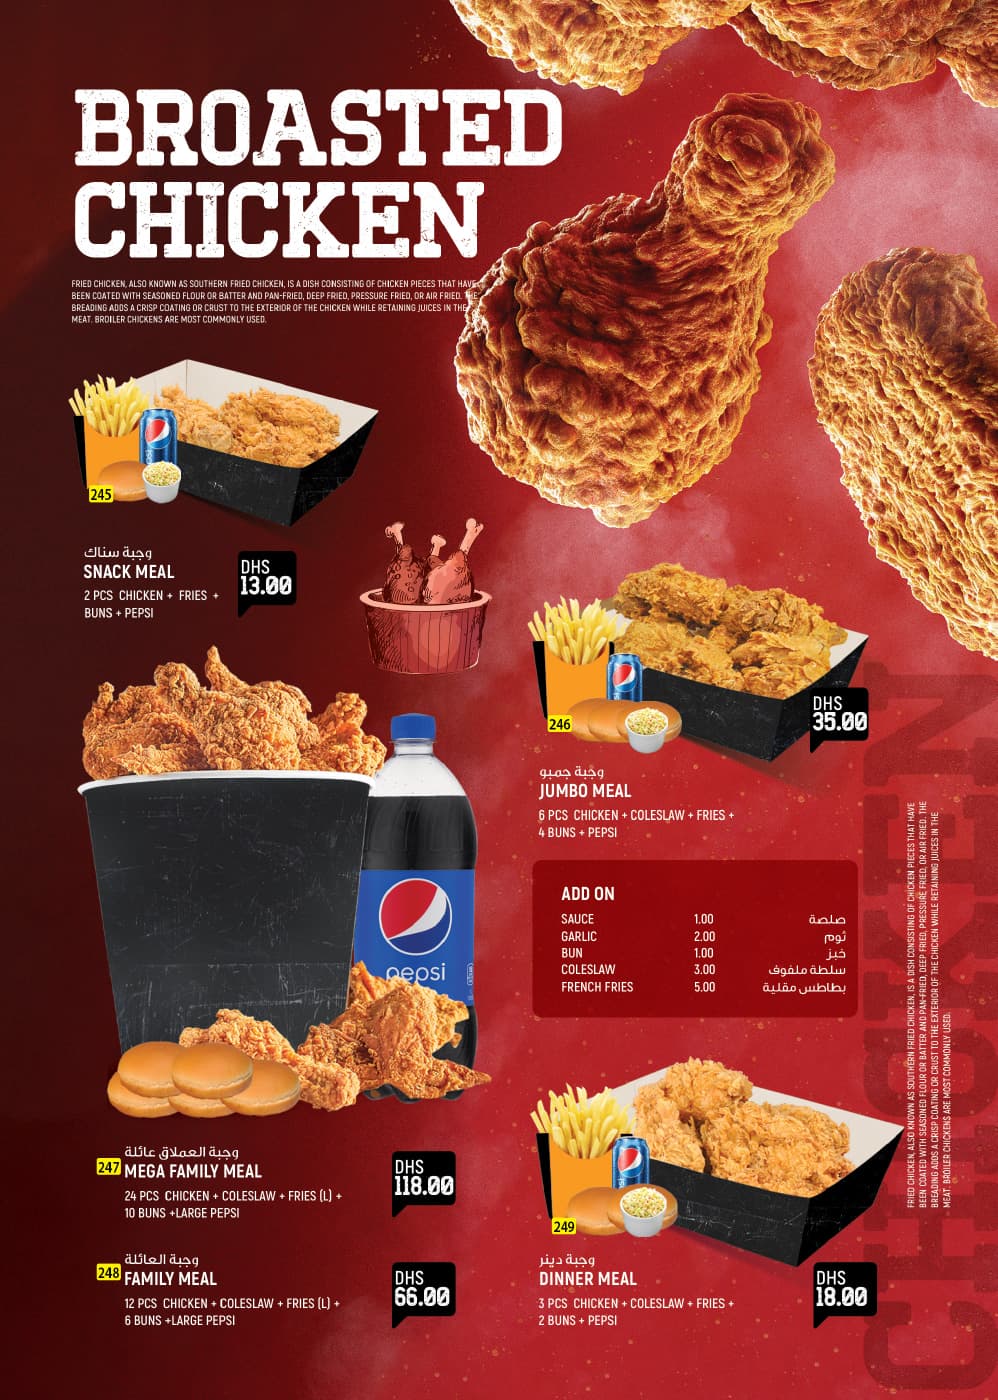 BROASTED
CHICKEN
FRIED CHICKEN, ALSO KNOWN AS SOUTHERN FRIED CHICKEN, IS A DISH CONSISTING OF CHICKEN PIECES THAT HAVE
BEEN COATED WITH SEASONED FLOUR OR BATTER AND PAN-FRIED, DEEP FRIED, PRESSURE FRIED, OR AIR FRIED. THE
BREADING ADDS A CRISP COATING OR CRUST TO THE EXTERIOR OF THE CHICKEN WHILE RETAINING JUICES IN THE
MEAT. BROILER CHICKENS ARE MOST COMMONLY USED.
245
وجبة سناك
SNACK MEAL
2 PCS CHICKEN + FRIES +
BUNS + PEPSI
DHS
13.00
246
وجبة جمبو
JUMBO MEAL
6 PCS CHICKEN + COLESLAW + FRIES +
4 BUNS + PEPSI
DHS
35.00
pepsi
ADD ON
SAUCE 1.00 صلصة
GARLIC 2.00 ثوم
BUN 1.00 خبز
COLESLAW 3.00 سلطة ملفوف
FRENCH FRIES 5.00 بطاطس مقلية
247
وجبة العملاق عائلة
MEGA FAMILY MEAL
24 PCS CHICKEN + COLESLAW + FRIES (L) +
10 BUNS +LARGE PEPSI
DHS
118.00
248
وجبة العائلة
FAMILY MEAL
12 PCS CHICKEN + COLESLAW + FRIES (L) +
6 BUNS +LARGE PEPSI
DHS
66.00
249
وجبة دينر
DINNER MEAL
3 PCS CHICKEN + COLESLAW + FRIES +
2 BUNS + PEPSI
DHS
18.00
FRIED CHICKEN, ALSO KNOWN AS SOUTHERN FRIED CHICKEN, IS A DISH CONSISTING OF CHICKEN PIECES THAT HAVE
BEEN COATED WITH SEASONED FLOUR OR BATTER AND PAN-FRIED, DEEP FRIED, PRESSURE FRIED, OR AIR FRIED. THE
BREADING ADDS A CRISP COATING OR CRUST TO THE EXTERIOR OF THE CHICKEN WHILE RETAINING JUICES IN THE
MEAT. BROILER CHICKENS ARE MOST COMMONLY USED.
CHICKEN